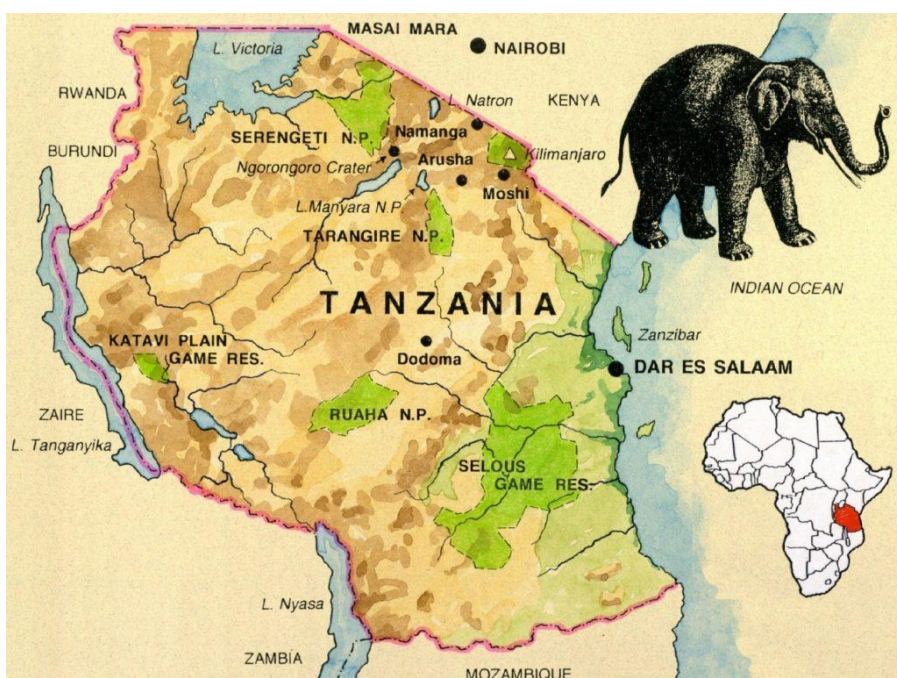 MASAI MARA
L. Victoria
NAIROBI
RWANDA
L. Natron
KENYA
SERENGETI N.P.
Namanga
BURUNDI
Ngorongoro Crater
Arusha
Kilimanjaro
Moshi
L.Manyara N.P
TARANGIRE N.P.
INDIAN OCEAN
TANZANIA
Zanzibar
KATAVI PLAIN
GAME RES.
Dodoma
DAR ES SALAAM
ZAIRE
RUAHA N.P.
L. Tanganyika
SELOUS
GAME RES.
L. Nyasa
ZAMBIA
MOZAMBIQUE